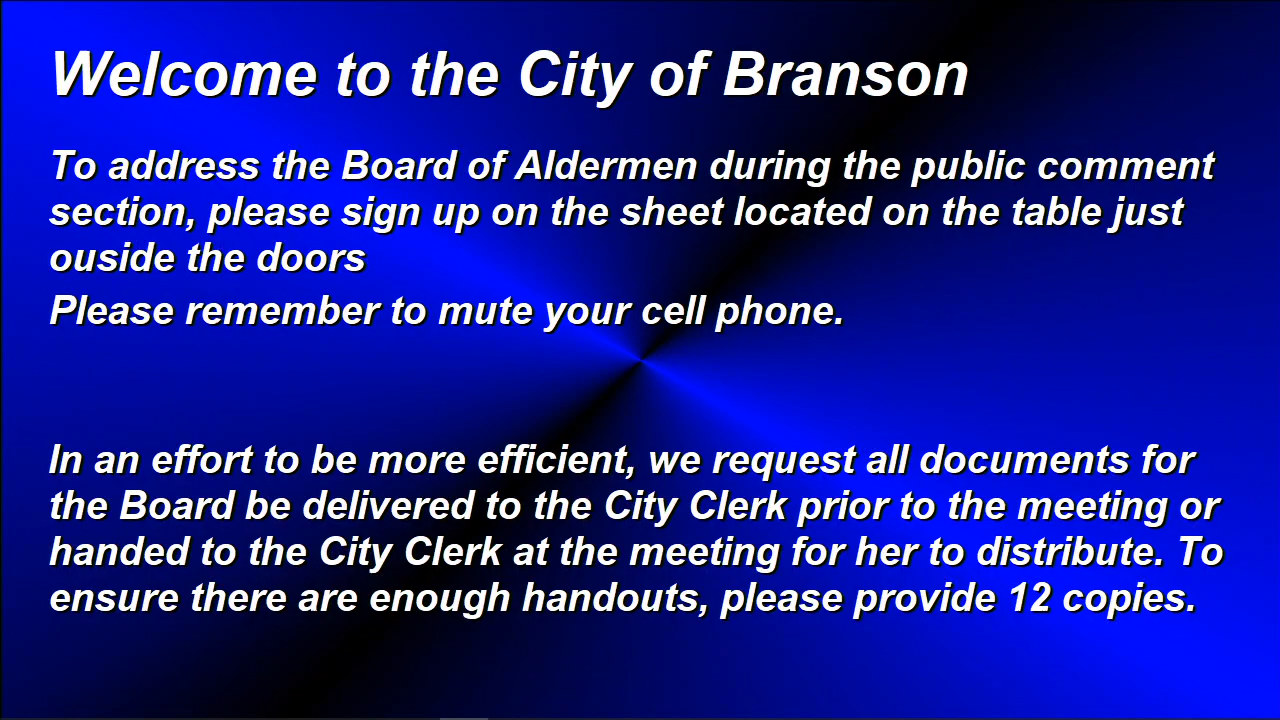 Welcome to the City of Branson
To address the Board of Aldermen during the public comment
section, please sign up on the sheet located on the table just
ouside the doors
Please remember to mute your cell phone.
In an effort to be more efficient, we request all documents for
the Board be delivered to the City Clerk prior to the meeting or
handed to the City Clerk at the meeting for her to distribute. To
ensure there are enough handouts, please provide 12 copies.